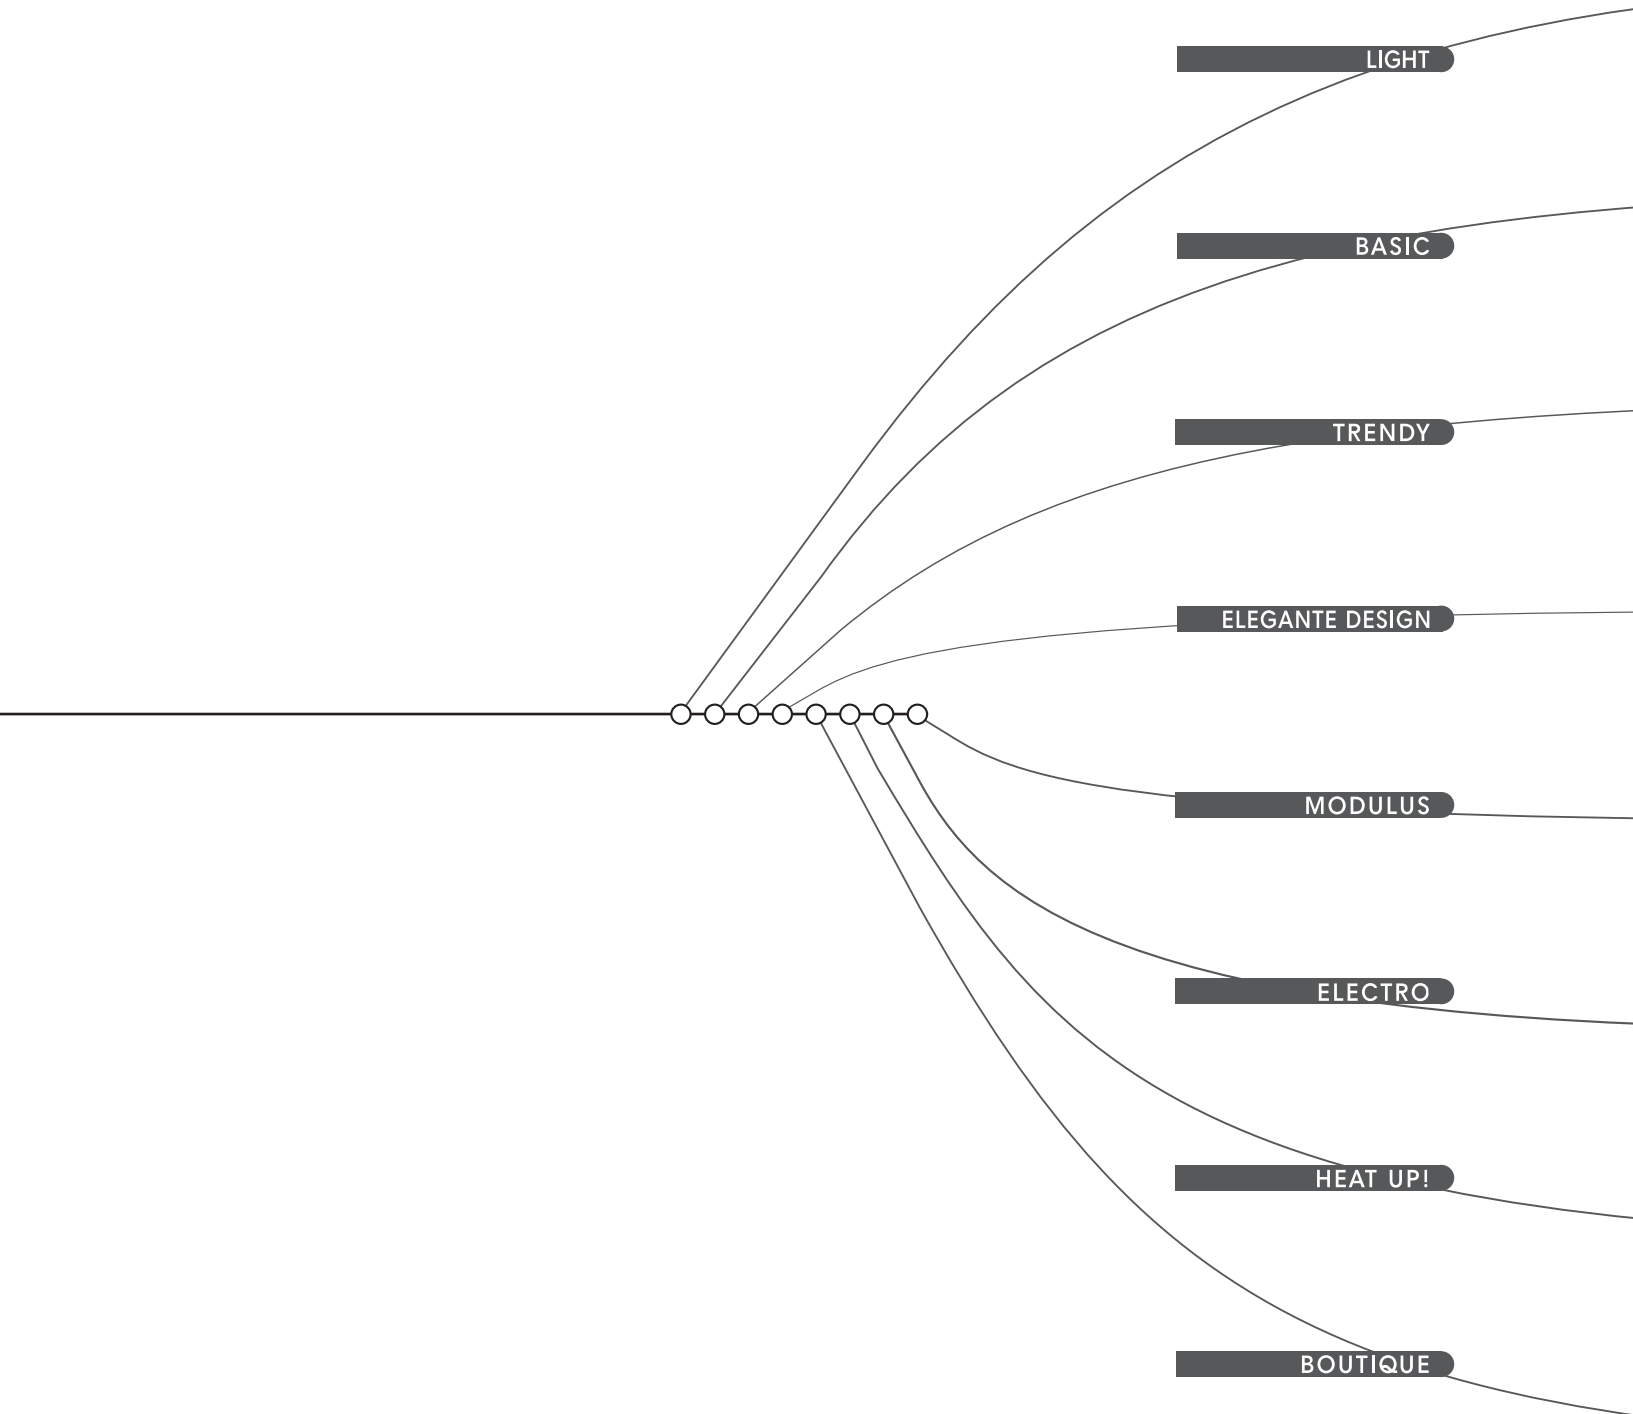 LIGHT
BASIC
TRENDY
ELEGANTE DESIGN
MODULUS
ELECTRO
HEAT UP!
BOUTIQUE